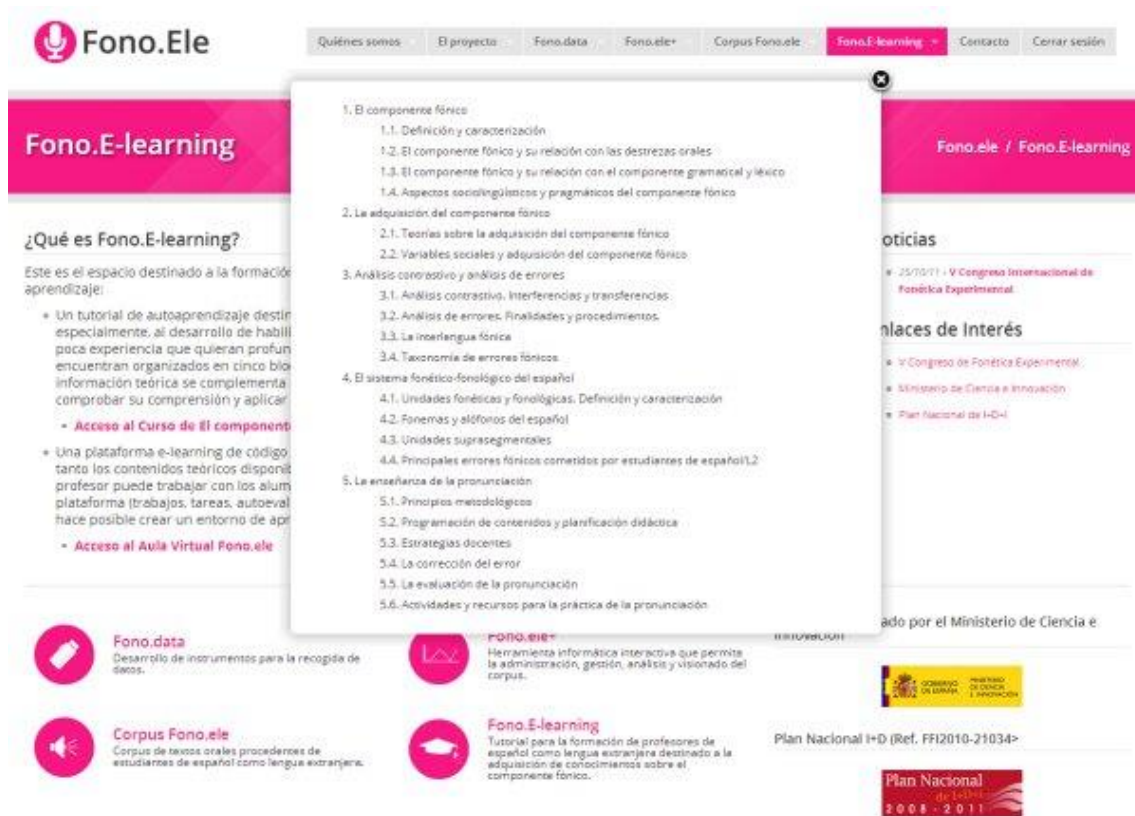 Fono.Ele
Quiénes somos
El proyecto
Fono.data
Fono.ele+
Corpus Fono.ele
Fono.E-learning
Contacto
Cerrar sesión
Fono.E-learning
Fono.ele / Fono.E-learning
1. El componente fónico
1.1. Definición y caracterización
1.2. El componente fónico y su relación con las destrezas orales
1.3. El componente fónico y su relación con el componente gramatical y léxico
1.4. Aspectos sociolingüísticos y pragmáticos del componente fónico
2. La adquisición del componente fónico
2.1. Teorías sobre la adquisición del componente fónico
2.2. Variables sociales y adquisición del componente fónico
3. Análisis contrastivo y análisis de errores
3.1. Análisis contrastivo. Interferencias y transferencias
3.2. Análisis de errores. Finalidades y procedimientos.
3.3. La interlengua fónica
3.4. Taxonomía de errores fónicos
4. El sistema fonético-fonológico del español
4.1. Unidades fonéticas y fonológicas. Definición y caracterización
4.2. Fonemas y alófonos del español
4.3. Unidades suprasegmentales
4.4. Principales errores fónicos cometidos por estudiantes de español/L2
5. La enseñanza de la pronunciación
5.1. Principios metodológicos
5.2. Programación de contenidos y planificación didáctica
5.3. Estrategias docentes
5.4. La corrección del error
5.5. La evaluación de la pronunciación
5.6. Actividades y recursos para la práctica de la pronunciación
¿Qué es Fono.E-learning?
Este es el espacio destinado a la formación
aprendizaje:
Un tutorial de autoaprendizaje destin
especialmente, al desarrollo de habili
poca experiencia que quieran profun
encuentran organizados en cinco blo
información teórica se complementa
comprobar su comprensión y aplicar
Acceso al Curso de El component
Una plataforma e-learning de código
tanto los contenidos teóricos disponib
profesor puede trabajar con los alum
plataforma (trabajos, tareas, autoeval
hace posible crear un entorno de apr
Acceso al Aula Virtual Fono.ele
oticias
25/10/11 - V Congreso Internacional de
Fonética Experimental
nlaces de Interés
V Congreso de Fonética Experimental
Ministerio de Ciencia e Innovación
Plan Nacional de I+D+I
Fono.data
Desarrollo de instrumentos para la recogida de
datos.
Fono.ele+
Herramienta informática interactiva que permita
la administración, gestión, análisis y visionado del
corpus.
Corpus Fono.ele
Corpus de textos orales procedentes de
estudiantes de español como lengua extranjera.
Fono.E-learning
Tutorial para la formación de profesores de
español como lengua extranjera destinado a la
adquisición de conocimientos sobre el
componente fónico.
ado por el Ministerio de Ciencia e
Innovación
GOBIERNO DE ESPAÑA
MINISTERIO DE CIENCIA E INNOVACIÓN
Plan Nacional I+D (Ref. FFI2010-21034>
Plan Nacional
de I+D+I
2008-2011